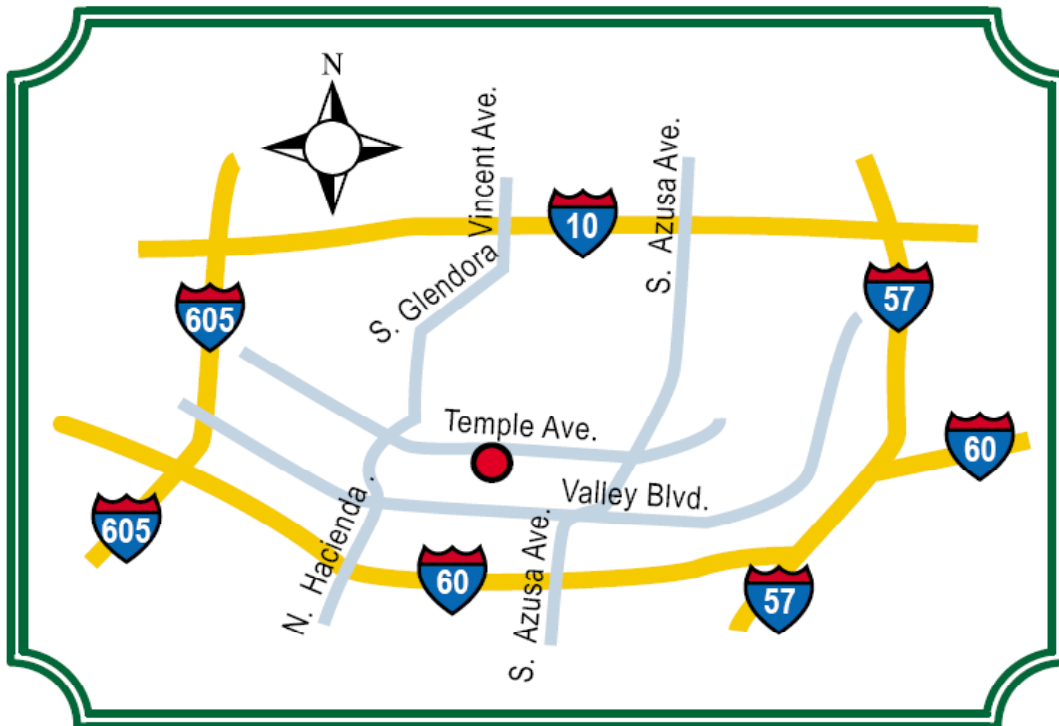 N
Vincent Ave.
S. Azusa Ave.
10
S. Glendora
57
605
Temple Ave.
60
Valley Blvd.
605
N. Hacienda .
60
S. Azusa Ave.
57